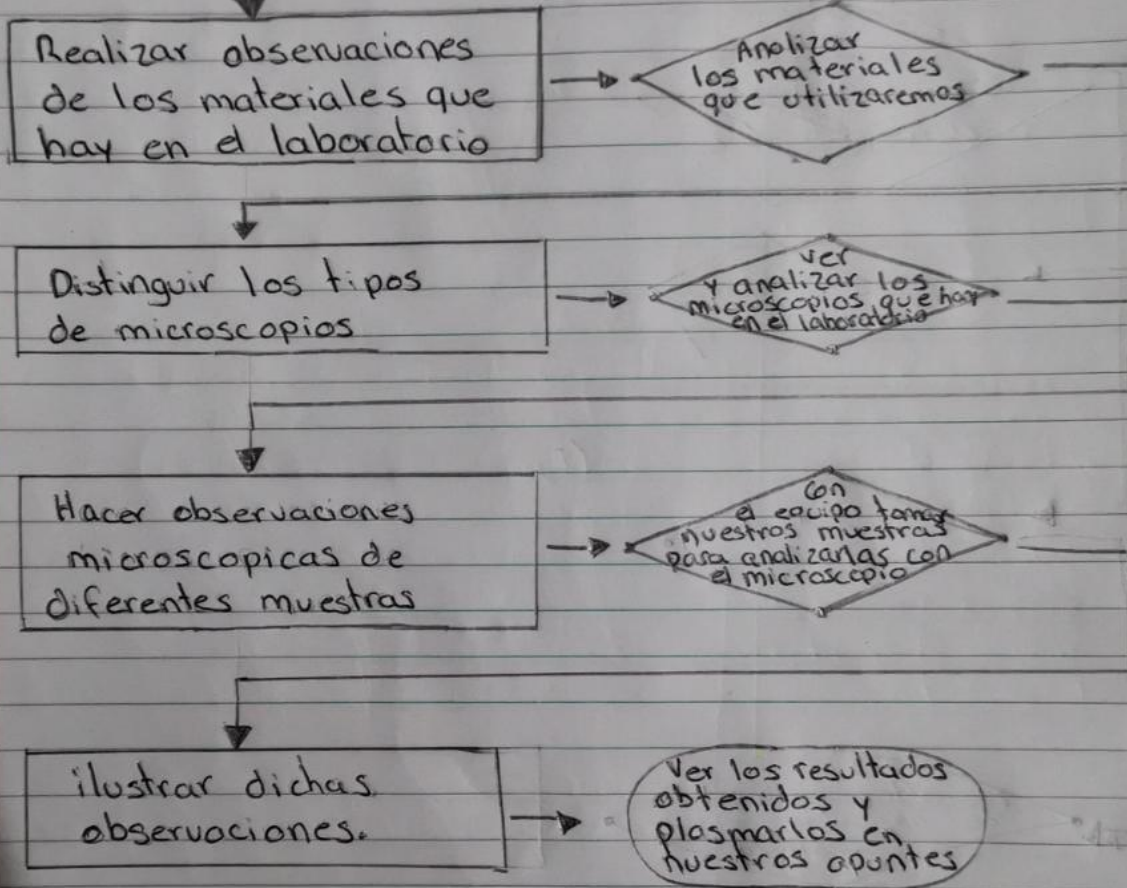 Realizar observaciones
de los materiales que
hay en el laboratorio
Analizar
los materiales
que utilizaremos
Distinguir los tipos
de microscopios
ver
y analizar los
microscopios que hay
en el laboratorio
Hacer observaciones
microscopicas de
diferentes muestras
Con
el equipo tomar
nuestros muestras
para analizarlas con
el microscopio
ilustrar dichas
observaciones.
Ver los resultados
obtenidos y
plasmarlos en
nuestros apuntes